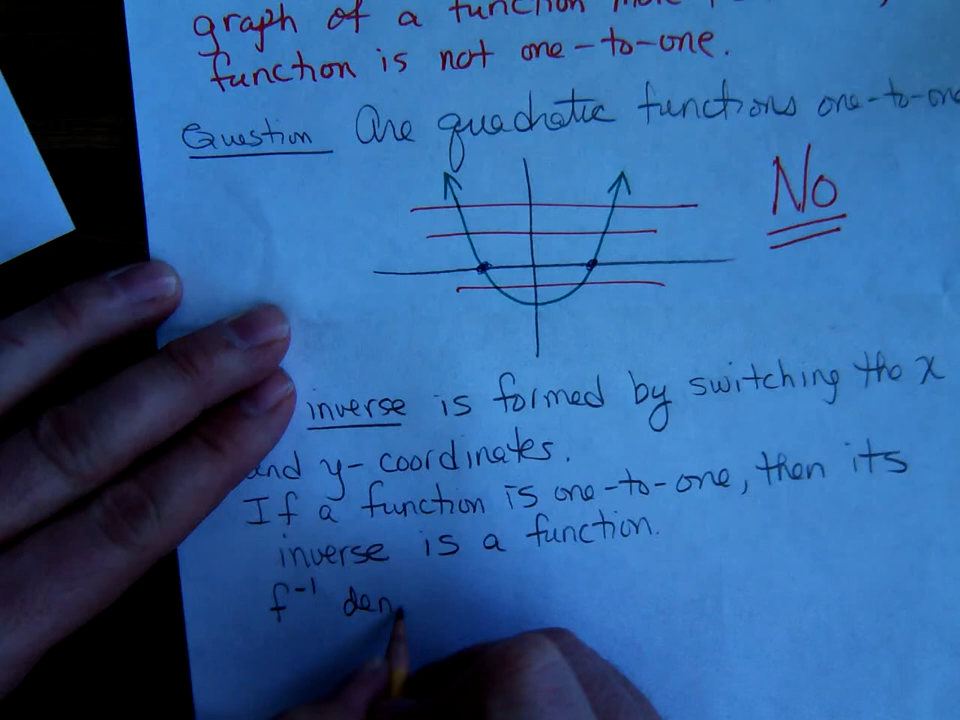 graph of a function
function is not one-to-one.
Question Are quadratic functions one-to-one
No
inverse is formed by switching the x
and y-coordinates.
If a function is one-to-one, then its
inverse is a function.
f⁻¹ den